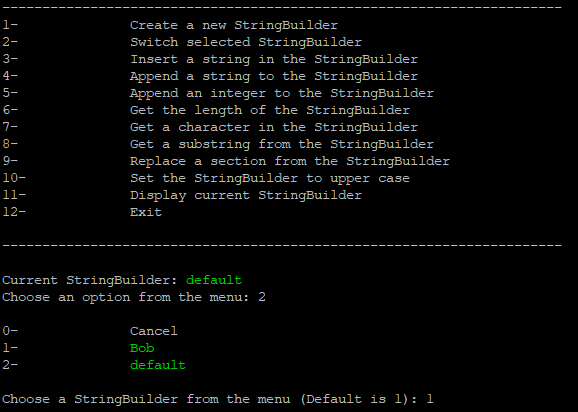 ----------------------------------------------------------------------
1- Create a new StringBuilder
2- Switch selected StringBuilder
3- Insert a string in the StringBuilder
4- Append a string to the StringBuilder
5- Append an integer to the StringBuilder
6- Get the length of the StringBuilder
7- Get a character in the StringBuilder
8- Get a substring from the StringBuilder
9- Replace a section from the StringBuilder
10- Set the StringBuilder to upper case
11- Display current StringBuilder
12- Exit
----------------------------------------------------------------------
Current StringBuilder: default
Choose an option from the menu: 2
0- Cancel
1- Bob
2- default
Choose a StringBuilder from the menu (Default is 1): 1